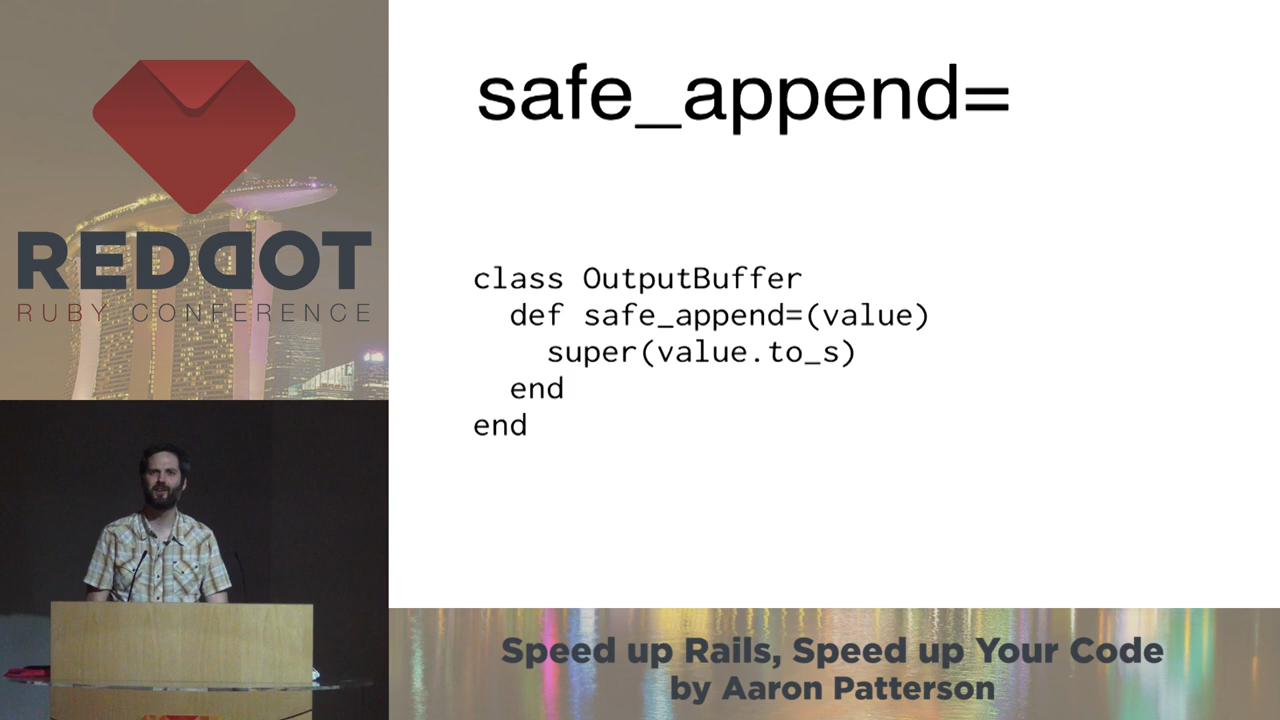 REDDOT
RUBY CONFERENCE
safe_append=
class OutputBuffer
  def safe_append=(value)
    super(value.to_s)
  end
end
Speed up Rails, Speed up Your Code
by Aaron Patterson